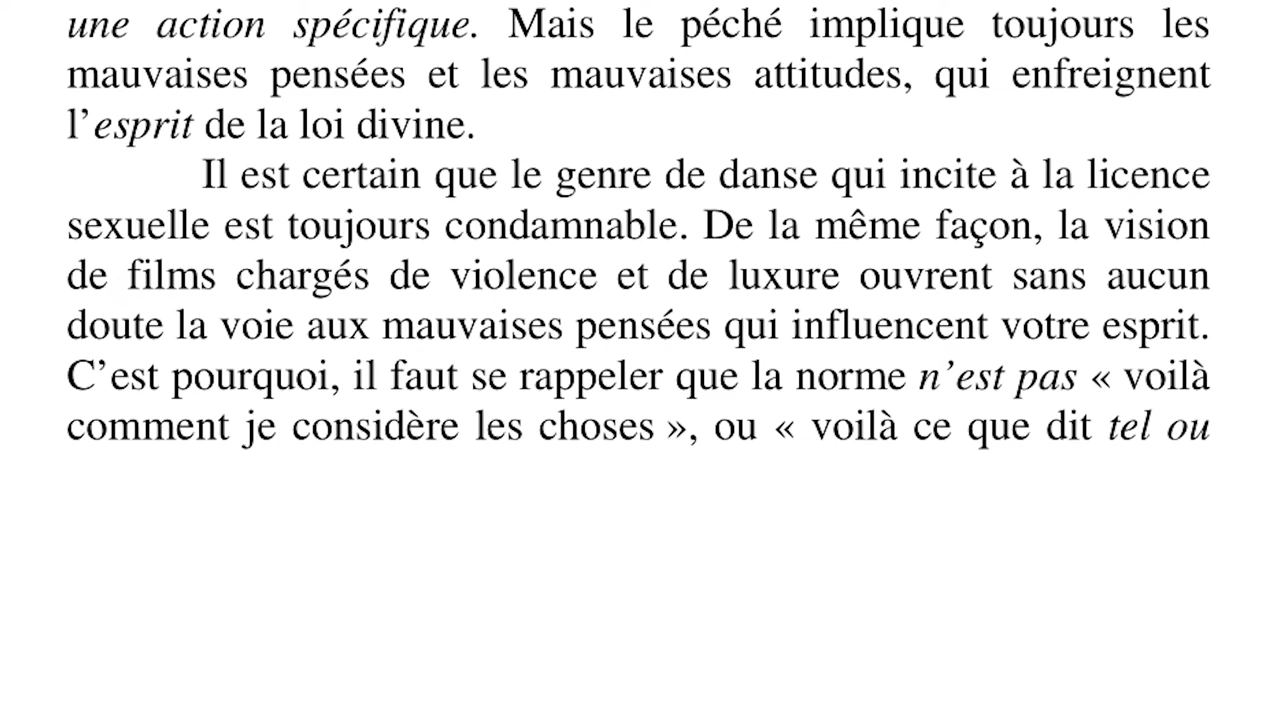 une action spécifique. Mais le péché implique toujours les
mauvaises pensées et les mauvaises attitudes, qui enfreignent
l’esprit de la loi divine.
Il est certain que le genre de danse qui incite à la licence
sexuelle est toujours condamnable. De la même façon, la vision
de films chargés de violence et de luxure ouvrent sans aucun
doute la voie aux mauvaises pensées qui influencent votre esprit.
C’est pourquoi, il faut se rappeler que la norme n’est pas « voilà
comment je considère les choses », ou « voilà ce que dit tel ou